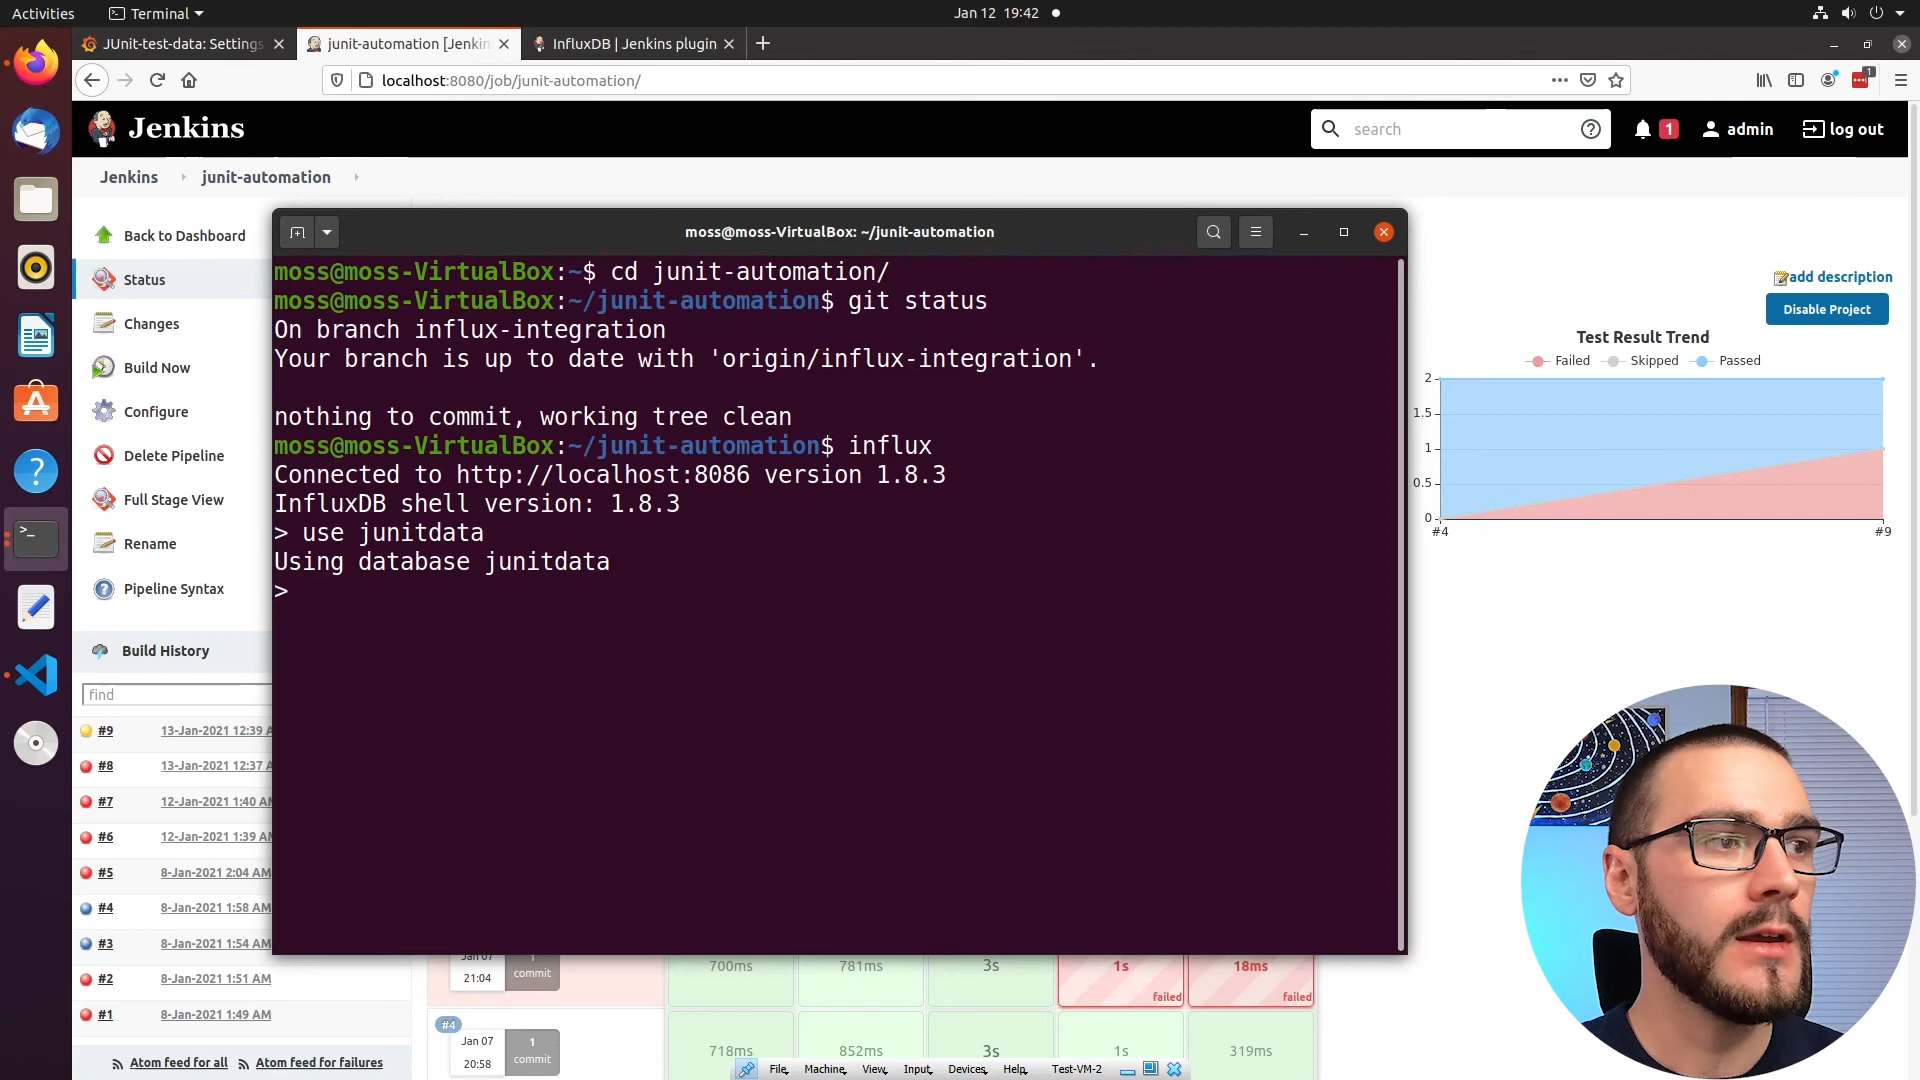 Activities
Terminal
Jan 12 19:42
JUnit-test-data: Settings
junit-automation [Jenkins
InfluxDB | Jenkins plugin
localhost:8080/job/junit-automation/
1
Jenkins
search
1
admin
log out
Jenkins
junit-automation
Back to Dashboard
Status
Changes
Build Now
Configure
Delete Pipeline
Full Stage View
Rename
Pipeline Syntax
Build History
find
#9 13-Jan-2021 12:39 A
#8 13-Jan-2021 12:37 A
#7 12-Jan-2021 1:40 AM
#6 12-Jan-2021 1:39 AM
#5 8-Jan-2021 2:04 AM
#4 8-Jan-2021 1:58 AM
#3 8-Jan-2021 1:54 AM
#2 8-Jan-2021 1:51 AM
#1 8-Jan-2021 1:49 AM
Atom feed for all Atom feed for failures
moss@moss-VirtualBox: ~/junit-automation
moss@moss-VirtualBox:~$ cd junit-automation/
moss@moss-VirtualBox:~/junit-automation$ git status
On branch influx-integration
Your branch is up to date with 'origin/influx-integration'.
nothing to commit, working tree clean
moss@moss-VirtualBox:~/junit-automation$ influx
Connected to http://localhost:8086 version 1.8.3
InfluxDB shell version: 1.8.3
> use junitdata
Using database junitdata
>
add description
Disable Project
Test Result Trend
Failed Skipped Passed
2
1.5
1
0.5
0
#4 #9
Jan 07
21:04
1
commit
700ms
781ms
3s
1s
failed
18ms
failed
#4
Jan 07
20:58
1
commit
718ms
852ms
3s
1s
319ms
File Machine View Input Devices Help Test-VM-2